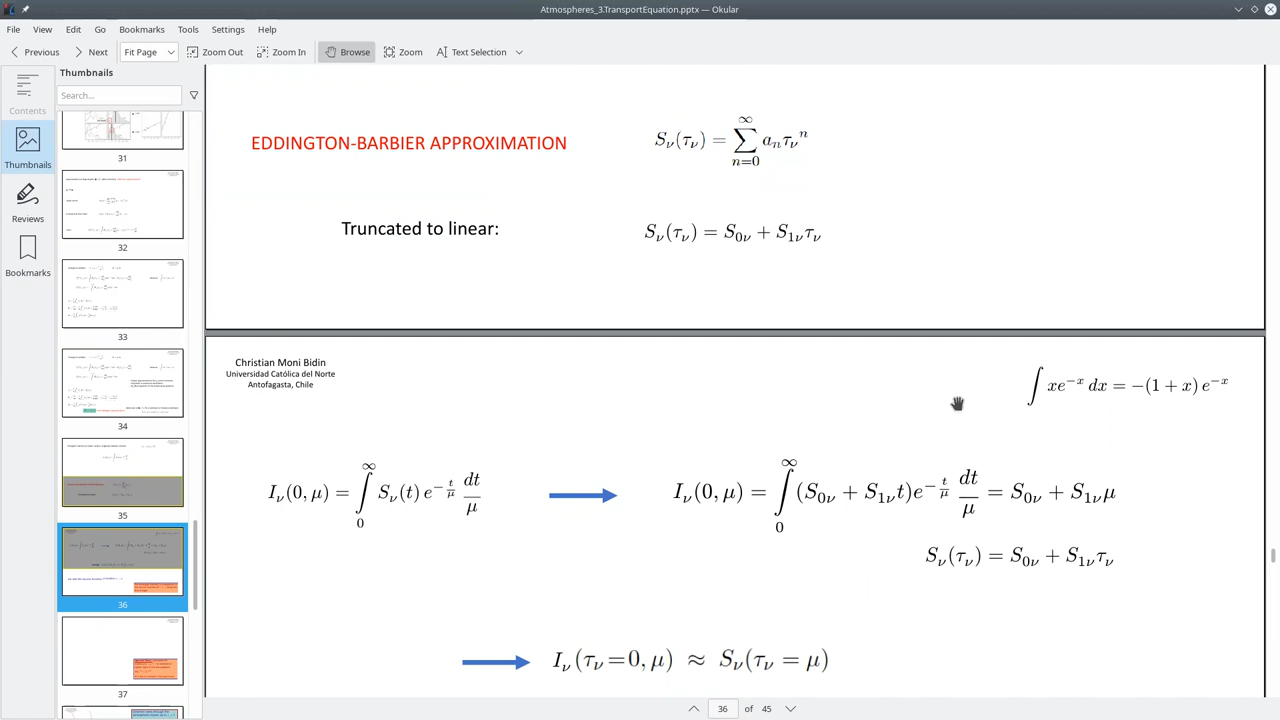 Atmospheres_3.TransportEquation.pptx — Okular
File View Edit Go Bookmarks Tools Settings Help
Previous Next Fit Page Zoom Out Zoom In Browse Zoom Text Selection
Contents
Thumbnails
Reviews
Bookmarks
Thumbnails
Search...
31
32
33
34
35
36
37
EDDINGTON-BARBIER APPROXIMATION
S_ν(τ_ν) = ∑_{n=0}^{∞} a_n τ_ν^n
Truncated to linear:
S_ν(τ_ν) = S_{0ν} + S_{1ν}τ_ν
Christian Moni Bidin
Universidad Católica del Norte
Antofagasta, Chile
∫ xe^{−x} dx = −(1 + x) e^{−x}
I_ν(0, μ) = ∫_0^∞ S_ν(t) e^{−t/μ} dt/μ
I_ν(0, μ) = ∫_0^∞ (S_{0ν} + S_{1ν}t)e^{−t/μ} dt/μ = S_{0ν} + S_{1ν}μ
S_ν(τ_ν) = S_{0ν} + S_{1ν}τ_ν
I_ν(τ_ν=0, μ) ≈ S_ν(τ_ν = μ)
36 of 45